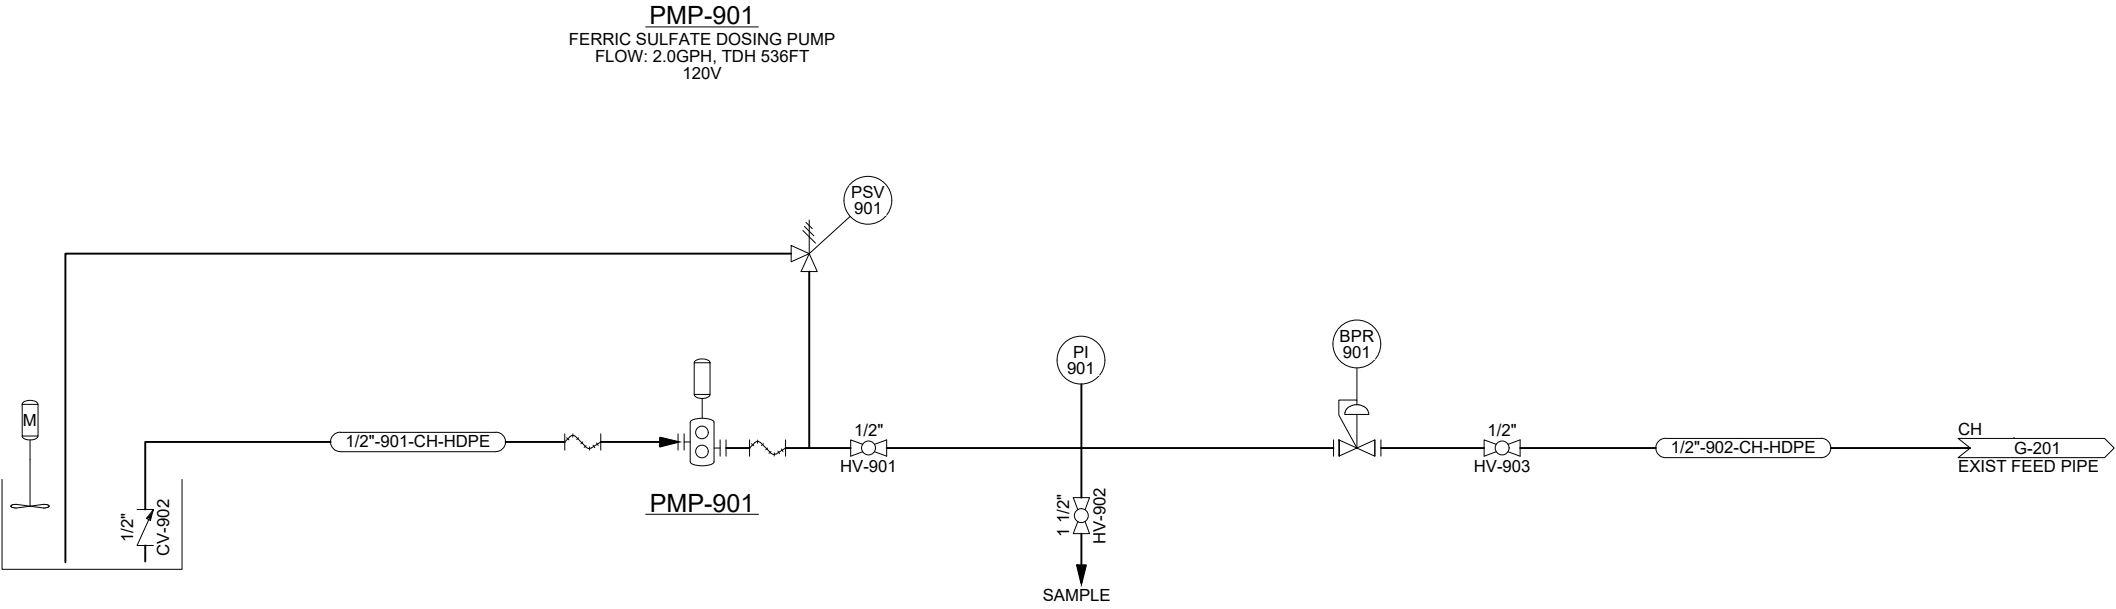 PMP-901
FERRIC SULFATE DOSING PUMP
FLOW: 2.0GPH, TDH 536FT
120V
PSV
901
PI
901
BPR
901
M
1/2"-901-CH-HDPE
1/2"
HV-901
1/2"
HV-903
1/2"-902-CH-HDPE
CH
G-201
EXIST FEED PIPE
PMP-901
1/2"
CV-902
1 1/2"
HV-902
SAMPLE